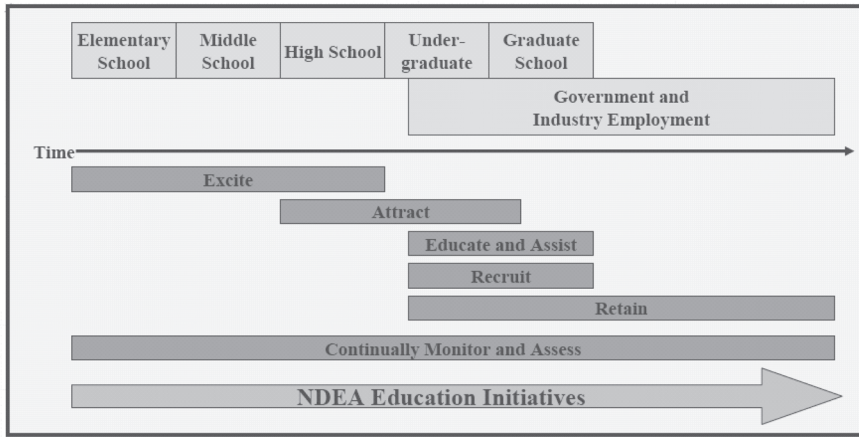 Elementary
School
Middle
School
High School
Under-
graduate
Graduate
School
Government and
Industry Employment
Time
Excite
Attract
Educate and Assist
Recruit
Retain
Continually Monitor and Assess
NDEA Education Initiatives